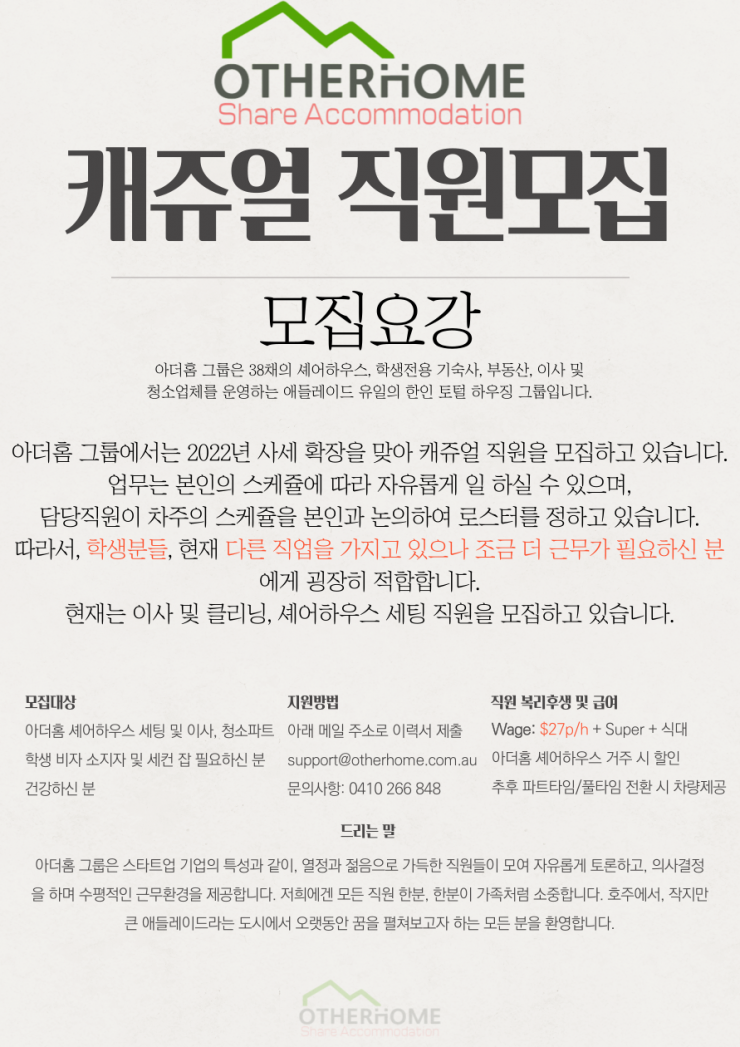 OTHERHOME
Share Accommodation
캐쥬얼 직원모집
모집요강
아더홈 그룹은 38채의 셰어하우스, 학생전용 기숙사, 부동산, 이사 및
청소업체를 운영하는 애들레이드 유일의 한인 토털 하우징 그룹입니다.
아더홈 그룹에서는 2022년 사세 확장을 맞아 캐쥬얼 직원을 모집하고 있습니다.
업무는 본인의 스케쥴에 따라 자유롭게 일 하실 수 있으며,
담당직원이 차주의 스케쥴을 본인과 논의하여 로스터를 정하고 있습니다.
따라서, 학생분들, 현재 다른 직업을 가지고 있으나 조금 더 근무가 필요하신 분
에게 굉장히 적합합니다.
현재는 이사 및 클리닝, 셰어하우스 세팅 직원을 모집하고 있습니다.
모집대상
아더홈 셰어하우스 세팅 및 이사, 청소파트
학생 비자 소지자 및 세컨 잡 필요하신 분
건강하신 분
지원방법
아래 메일 주소로 이력서 제출
support@otherhome.com.au
문의사항: 0410 266 848
직원 복리후생 및 급여
Wage: $27p/h + Super + 식대
아더홈 셰어하우스 거주 시 할인
추후 파트타임/풀타임 전환 시 차량제공
드리는 말
아더홈 그룹은 스타트업 기업의 특성과 같이, 열정과 젊음으로 가득한 직원들이 모여 자유롭게 토론하고, 의사결정
을 하며 수평적인 근무환경을 제공합니다. 저희에겐 모든 직원 한분, 한분이 가족처럼 소중합니다. 호주에서, 작지만
큰 애들레이드라는 도시에서 오랫동안 꿈을 펼쳐보고자 하는 모든 분을 환영합니다.
OTHERHOME
Share Accommodation